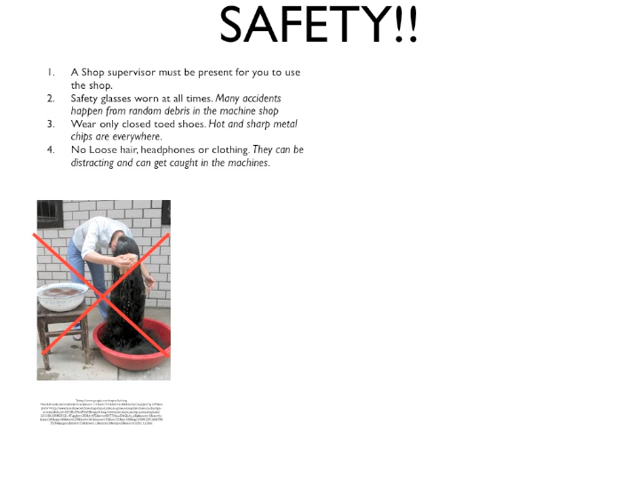 SAFETY!!
1. A Shop supervisor must be present for you to use
the shop.
2. Safety glasses worn at all times. Many accidents
happen from random debris in the machine shop
3. Wear only closed toed shoes. Hot and sharp metal
chips are everywhere.
4. No Loose hair, headphones or clothing. They can be
distracting and can get caught in the machines.